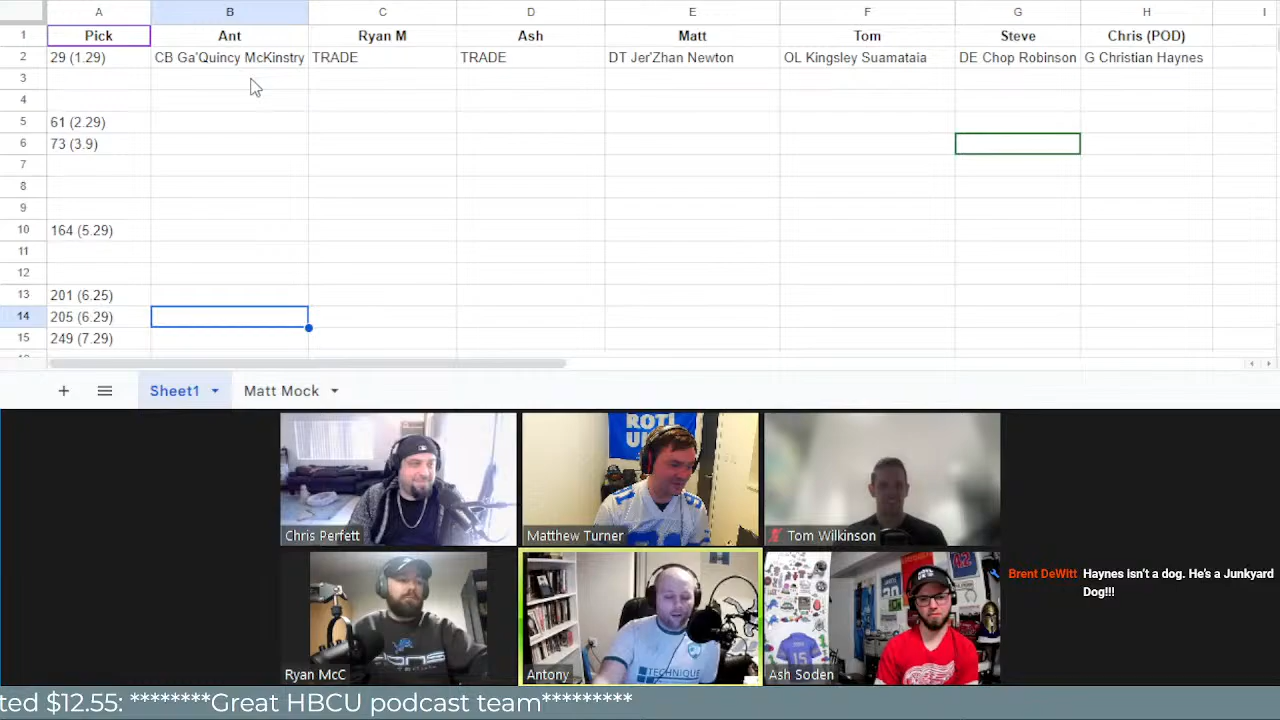 A B C D E F G H I
1 Pick Ant Ryan M Ash Matt Tom Steve Chris (POD)
2 29 (1.29) CB Ga'Quincy McKinstry TRADE TRADE DT Jer'Zhan Newton OL Kingsley Suamataia DE Chop Robinson G Christian Haynes
3
4
5 61 (2.29)
6 73 (3.9)
7
8
9
10 164 (5.29)
11
12
13 201 (6.25)
14 205 (6.29)
15 249 (7.29)
Sheet1 Matt Mock
ROTL
Chris Perfett
Matthew Turner
Tom Wilkinson
Ryan McC
TECHNIQUE
Antony
15
Ash Soden
Brent DeWitt Haynes Isn't a dog. He's a Junkyard
Dog!!!
ted $12.55: ********Great HBCU podcast team*********